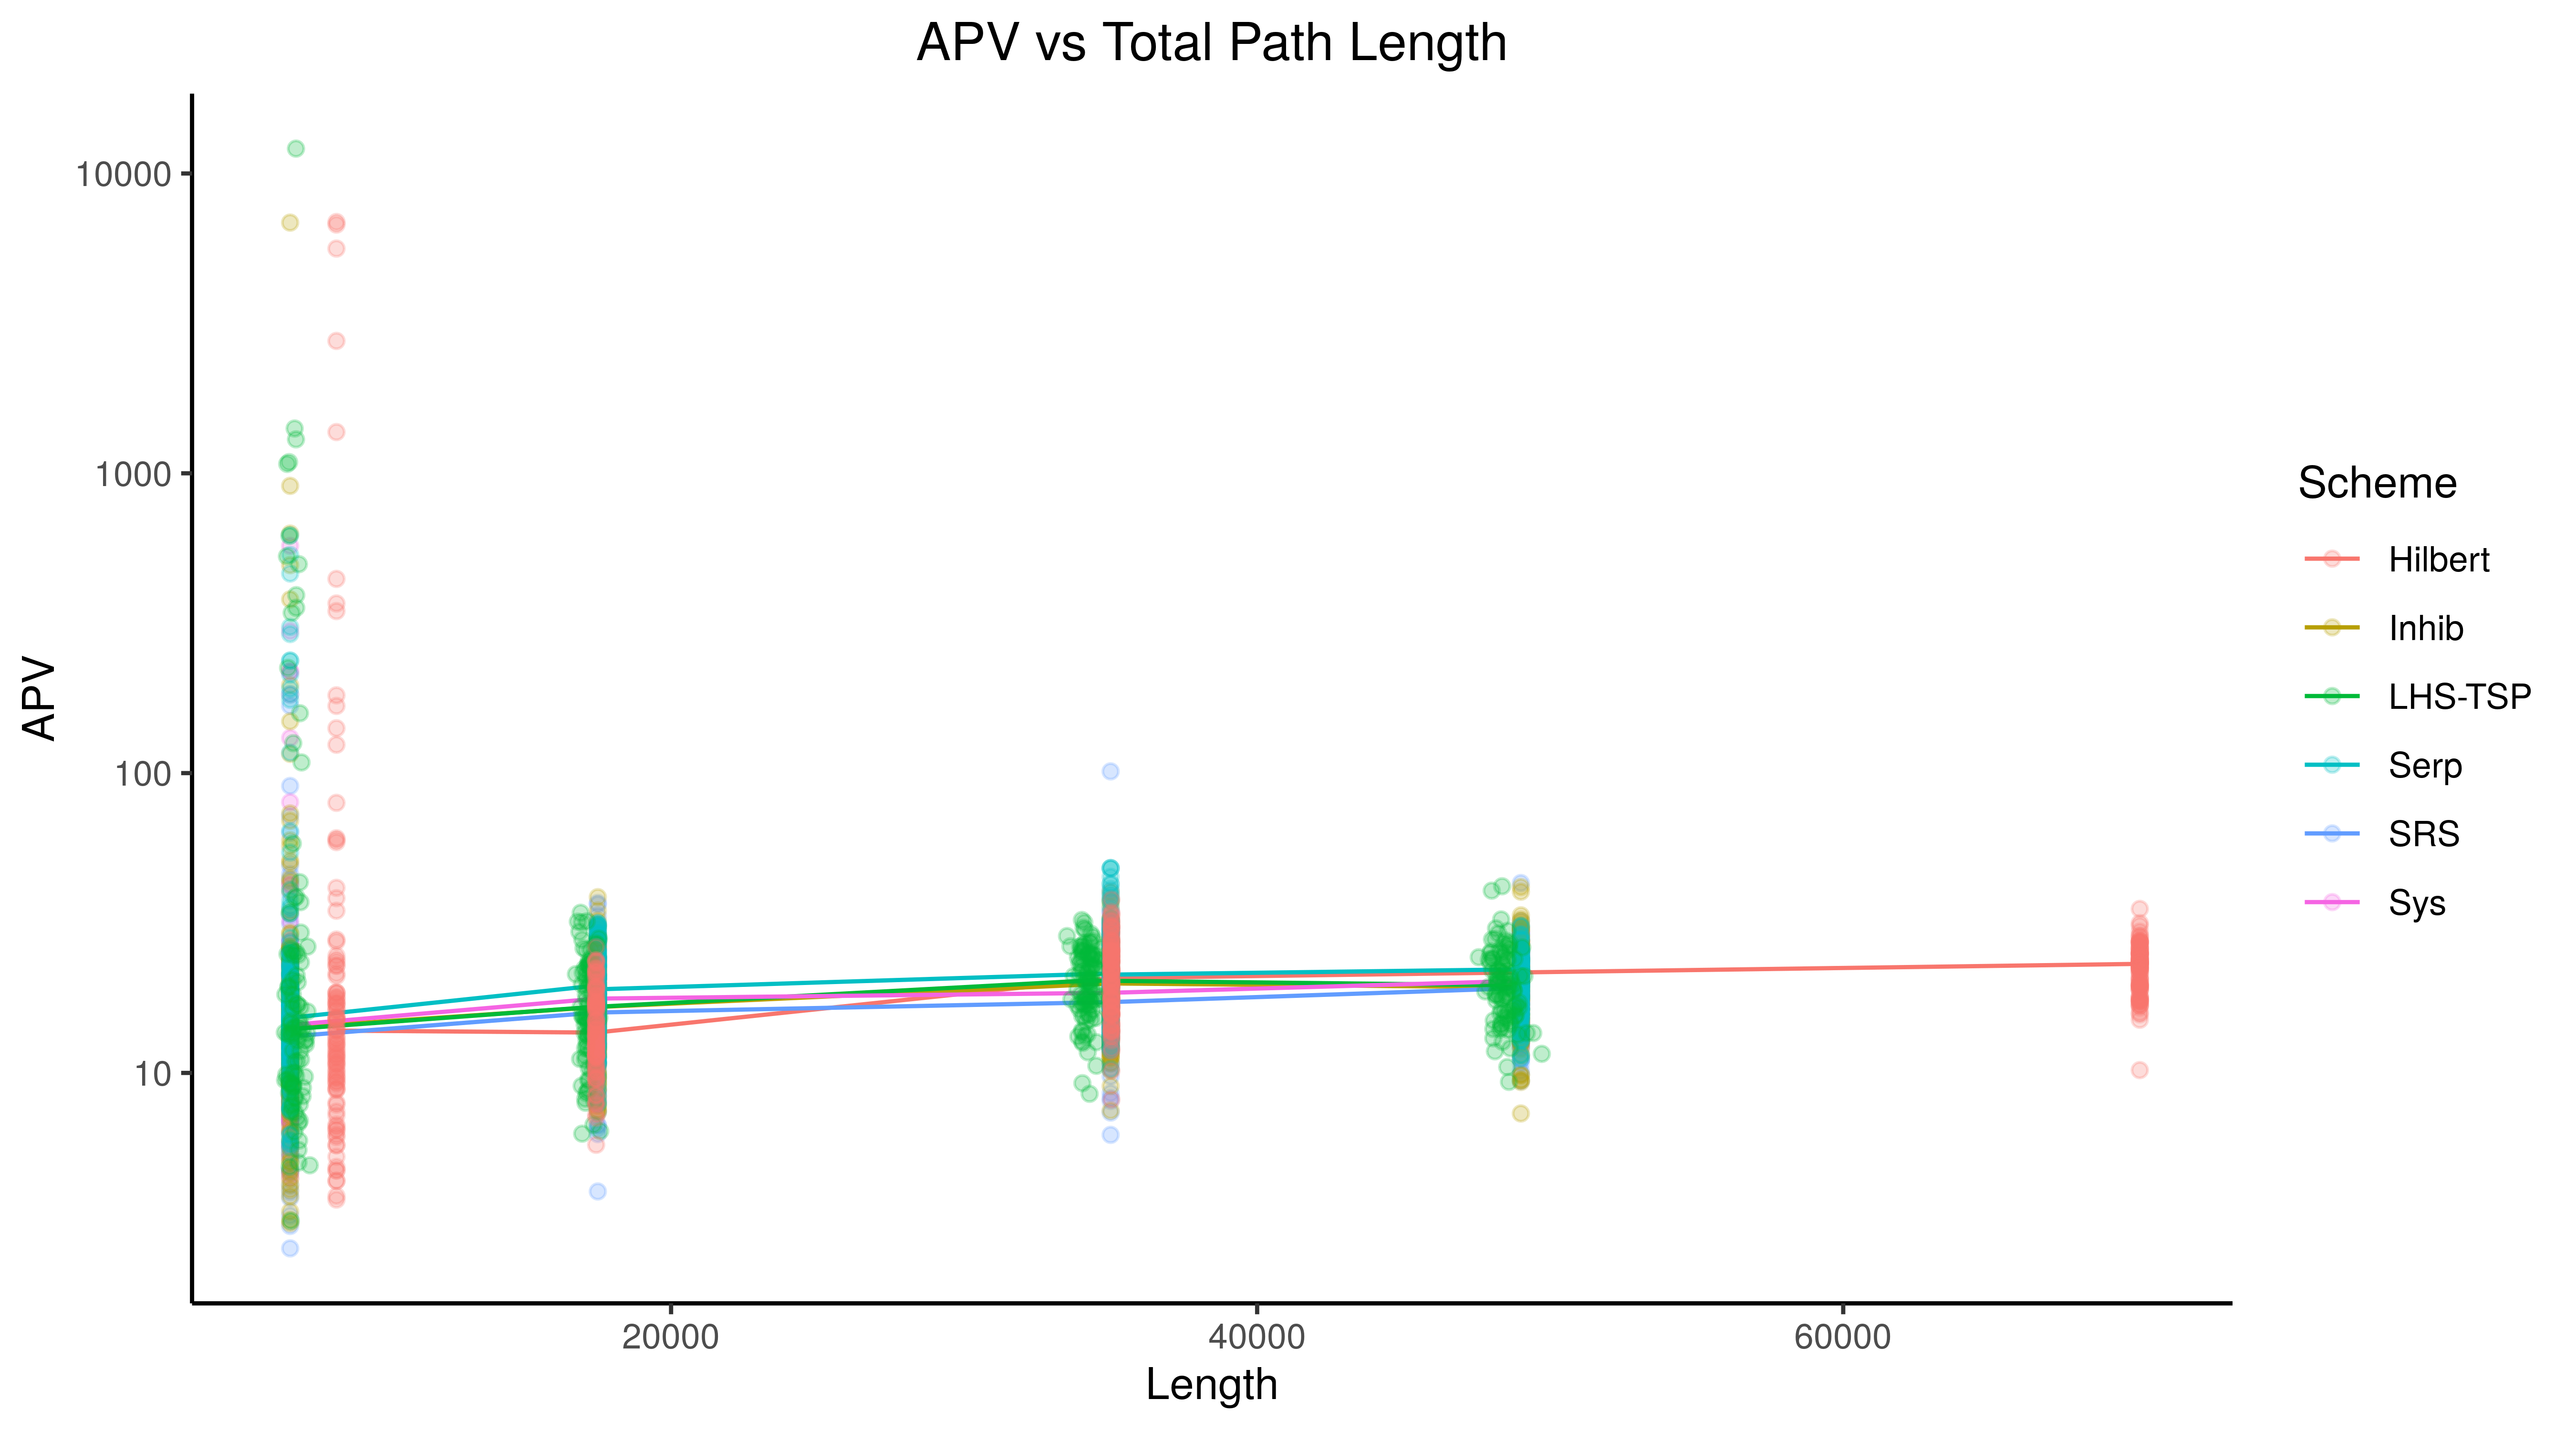 APV vs Total Path Length
10000
1000
100
10
APV
20000
40000
60000
Length
Scheme
Hilbert
Inhib
LHS-TSP
Serp
SRS
Sys